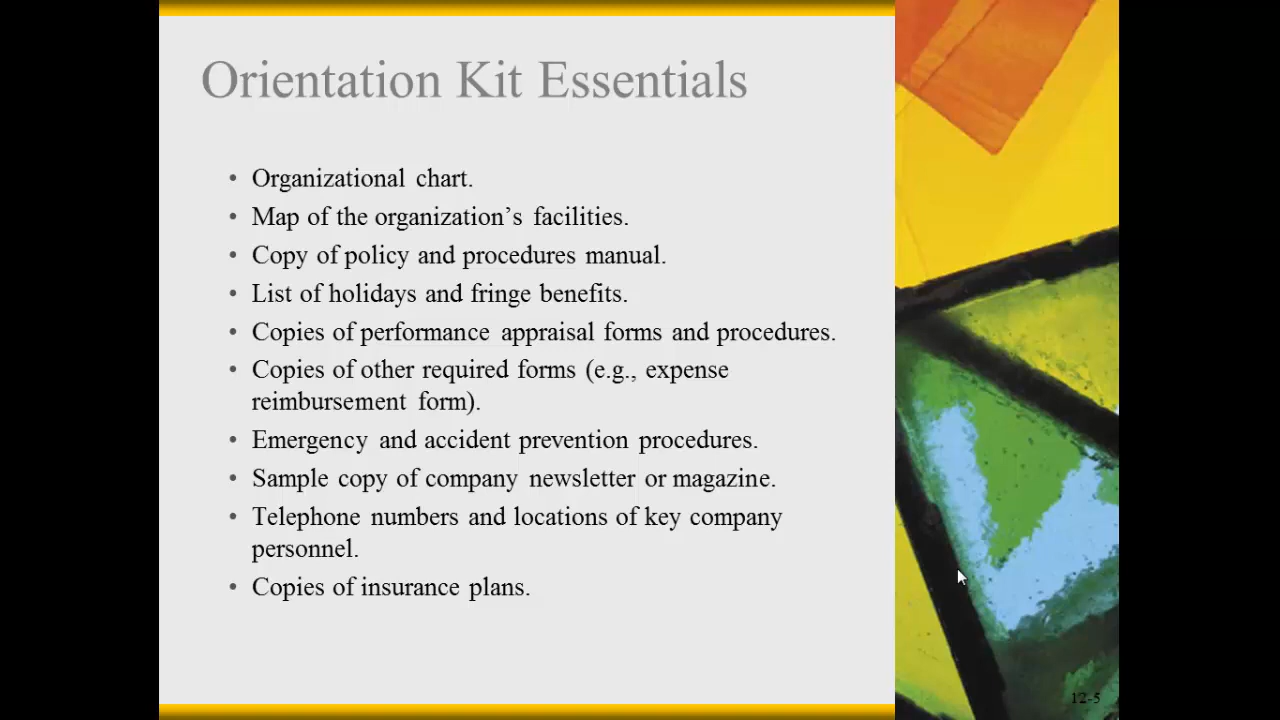 Orientation Kit Essentials
• Organizational chart.
• Map of the organization’s facilities.
• Copy of policy and procedures manual.
• List of holidays and fringe benefits.
• Copies of performance appraisal forms and procedures.
• Copies of other required forms (e.g., expense
reimbursement form).
• Emergency and accident prevention procedures.
• Sample copy of company newsletter or magazine.
• Telephone numbers and locations of key company
personnel.
• Copies of insurance plans.
12-5